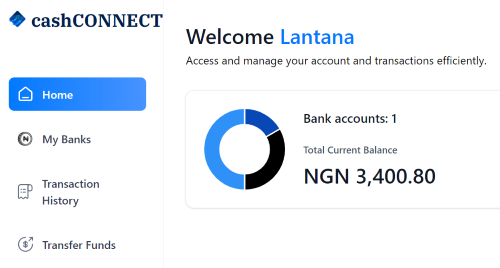 cashCONNECT
Home
My Banks
Transaction
History
Transfer Funds
Welcome Lantana
Access and manage your account and transactions efficiently.
Bank accounts: 1
Total Current Balance
NGN 3,400.80